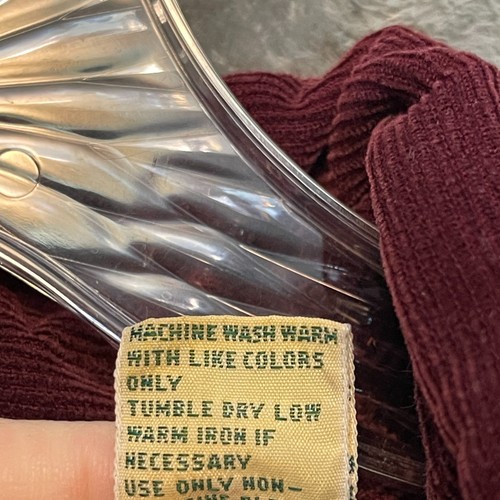 MACHINE WASH WARM
WITH LIKE COLORS
ONLY
TUMBLE DRY LOW
WARM IRON IF
NECESSARY
USE ONLY NON-